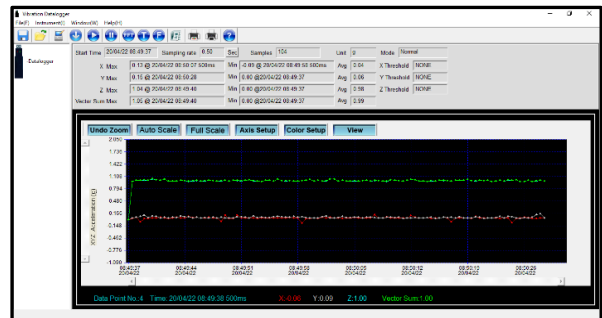 Vibration Datalogger
File(F) Instrument(I) Window(W) Help(H)
Datalogger
Start Time 20/04/22 08:49:37 Sampling rate 0.50 Sec Samples 104 Unit g Mode Normal
X Max 0.13 @ 20/04/22 08:50:07 500ms Min -0.09 @ 20/04/22 08:49:58 500ms Avg 0.04 X Threshold NONE
Y Max 0.15 @ 20/04/22 08:50:28 Min 0.00 @20/04/22 08:49:37 Avg 0.06 Y Threshold NONE
Z Max 1.04 @ 20/04/22 08:49:40 Min 0.00 @20/04/22 08:49:37 Avg 0.98 Z Threshold NONE
Vector Sum Max 1.05 @ 20/04/22 08:49:40 Min 0.00 @20/04/22 08:49:37 Avg 0.99
Undo Zoom Auto Scale Full Scale Axis Setup Color Setup View
2.050
1.736
1.422
1.108
0.794
0.480
0.166
-0.148
-0.462
-0.776
-1.090
XYZ Acceleration (g)
08:49:37 08:49:44 08:49:51 08:49:58 08:50:05 08:50:12 08:50:19 08:50:26
20/04/22 20/04/22 20/04/22 20/04/22 20/04/22 20/04/22 20/04/22 20/04/22
Data Point No.:4 Time: 20/04/22 08:49:38 500ms X:-0.00 Y:0.09 Z:1.00 Vector Sum:1.00